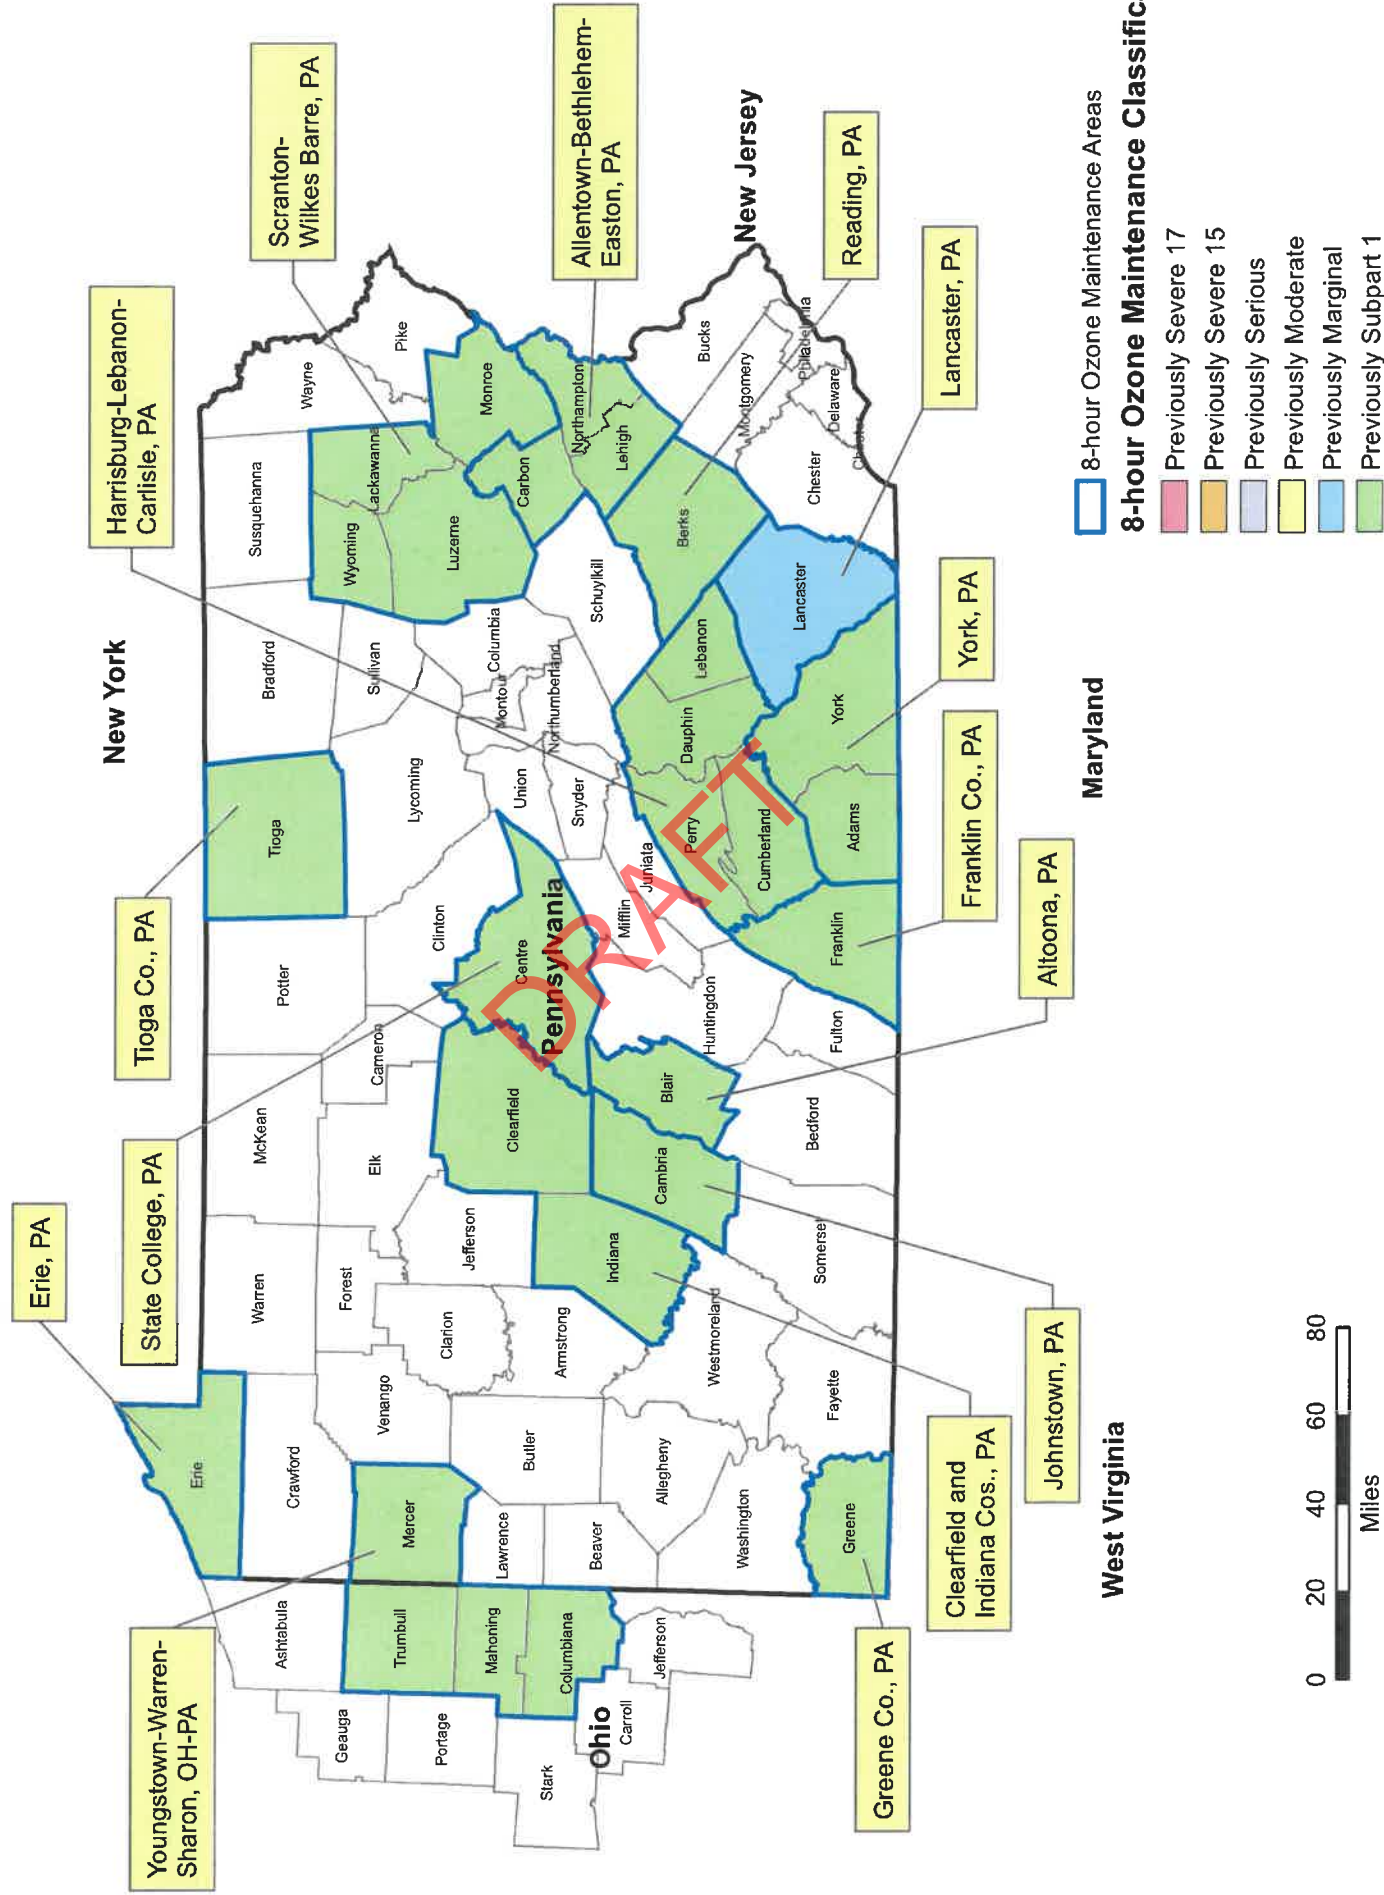 New York
New Jersey
Maryland
West Virginia
Ohio
Pennsylvania
DRAFT
Erie, PA
State College, PA
Tioga Co., PA
Harrisburg-Lebanon-
Carlisle, PA
Scranton-
Wilkes Barre, PA
Allentown-Bethlehem-
Easton, PA
Reading, PA
Lancaster, PA
York, PA
Franklin Co., PA
Altoona, PA
Johnstown, PA
Clearfield and
Indiana Cos., PA
Greene Co., PA
Youngstown-Warren-
Sharon, OH-PA
Erie
Crawford
Warren
McKean
Potter
Tioga
Bradford
Susquehanna
Wayne
Mercer
Venango
Forest
Elk
Cameron
Clinton
Lycoming
Sullivan
Wyoming
Lackawanna
Pike
Lawrence
Butler
Clarion
Jefferson
Clearfield
Centre
Union
Montour
Columbia
Luzerne
Carbon
Monroe
Beaver
Allegheny
Armstrong
Indiana
Cambria
Blair
Huntingdon
Mifflin
Juniata
Snyder
Northumberland
Schuylkill
Lehigh
Northampton
Washington
Westmoreland
Somerset
Bedford
Fulton
Franklin
Perry
Cumberland
Dauphin
Lebanon
Berks
Montgomery
Bucks
Greene
Fayette
Adams
York
Lancaster
Chester
Delaware
Philadelphia
Chester
Ashtabula
Trumbull
Mahoning
Columbiana
Jefferson
Geauga
Portage
Stark
Carroll
0 20 40 60 80
Miles
8-hour Ozone Maintenance Areas
8-hour Ozone Maintenance Classific
Previously Severe 17
Previously Severe 15
Previously Serious
Previously Moderate
Previously Marginal
Previously Subpart 1